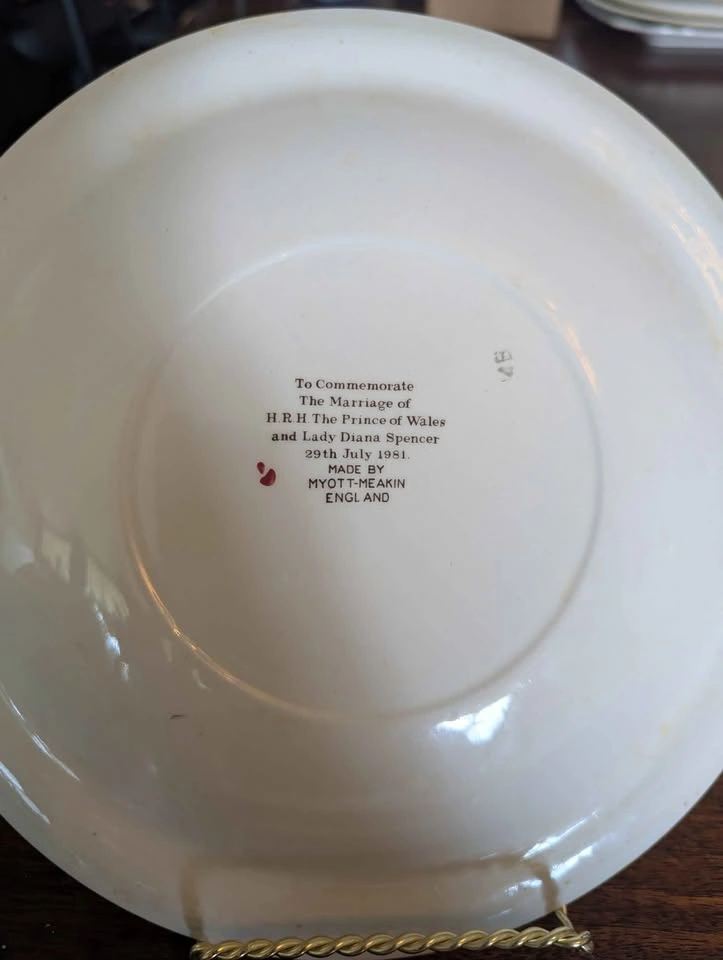 To Commemorate
The Marriage of
H.R.H. The Prince of Wales
and Lady Diana Spencer
29th July 1981.
MADE BY
MYOTT-MEAKIN
ENGLAND